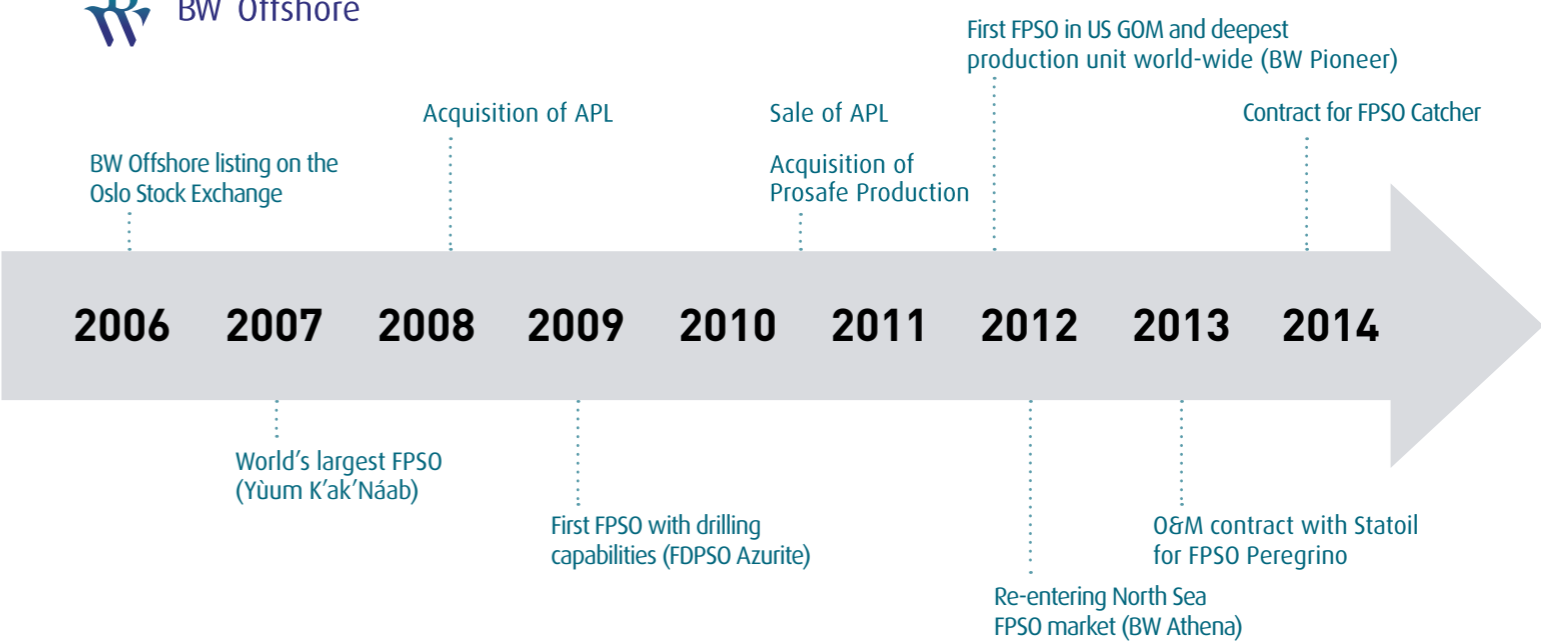 BW Offshore
First FPSO in US GOM and deepest
production unit world-wide (BW Pioneer)
Acquisition of APL
Sale of APL
Contract for FPSO Catcher
BW Offshore listing on the
Oslo Stock Exchange
Acquisition of
Prosafe Production
2006 2007 2008 2009 2010 2011 2012 2013 2014
World's largest FPSO
(Yùum K'ak'Náab)
First FPSO with drilling
capabilities (FDPSO Azurite)
O&M contract with Statoil
for FPSO Peregrino
Re-entering North Sea
FPSO market (BW Athena)